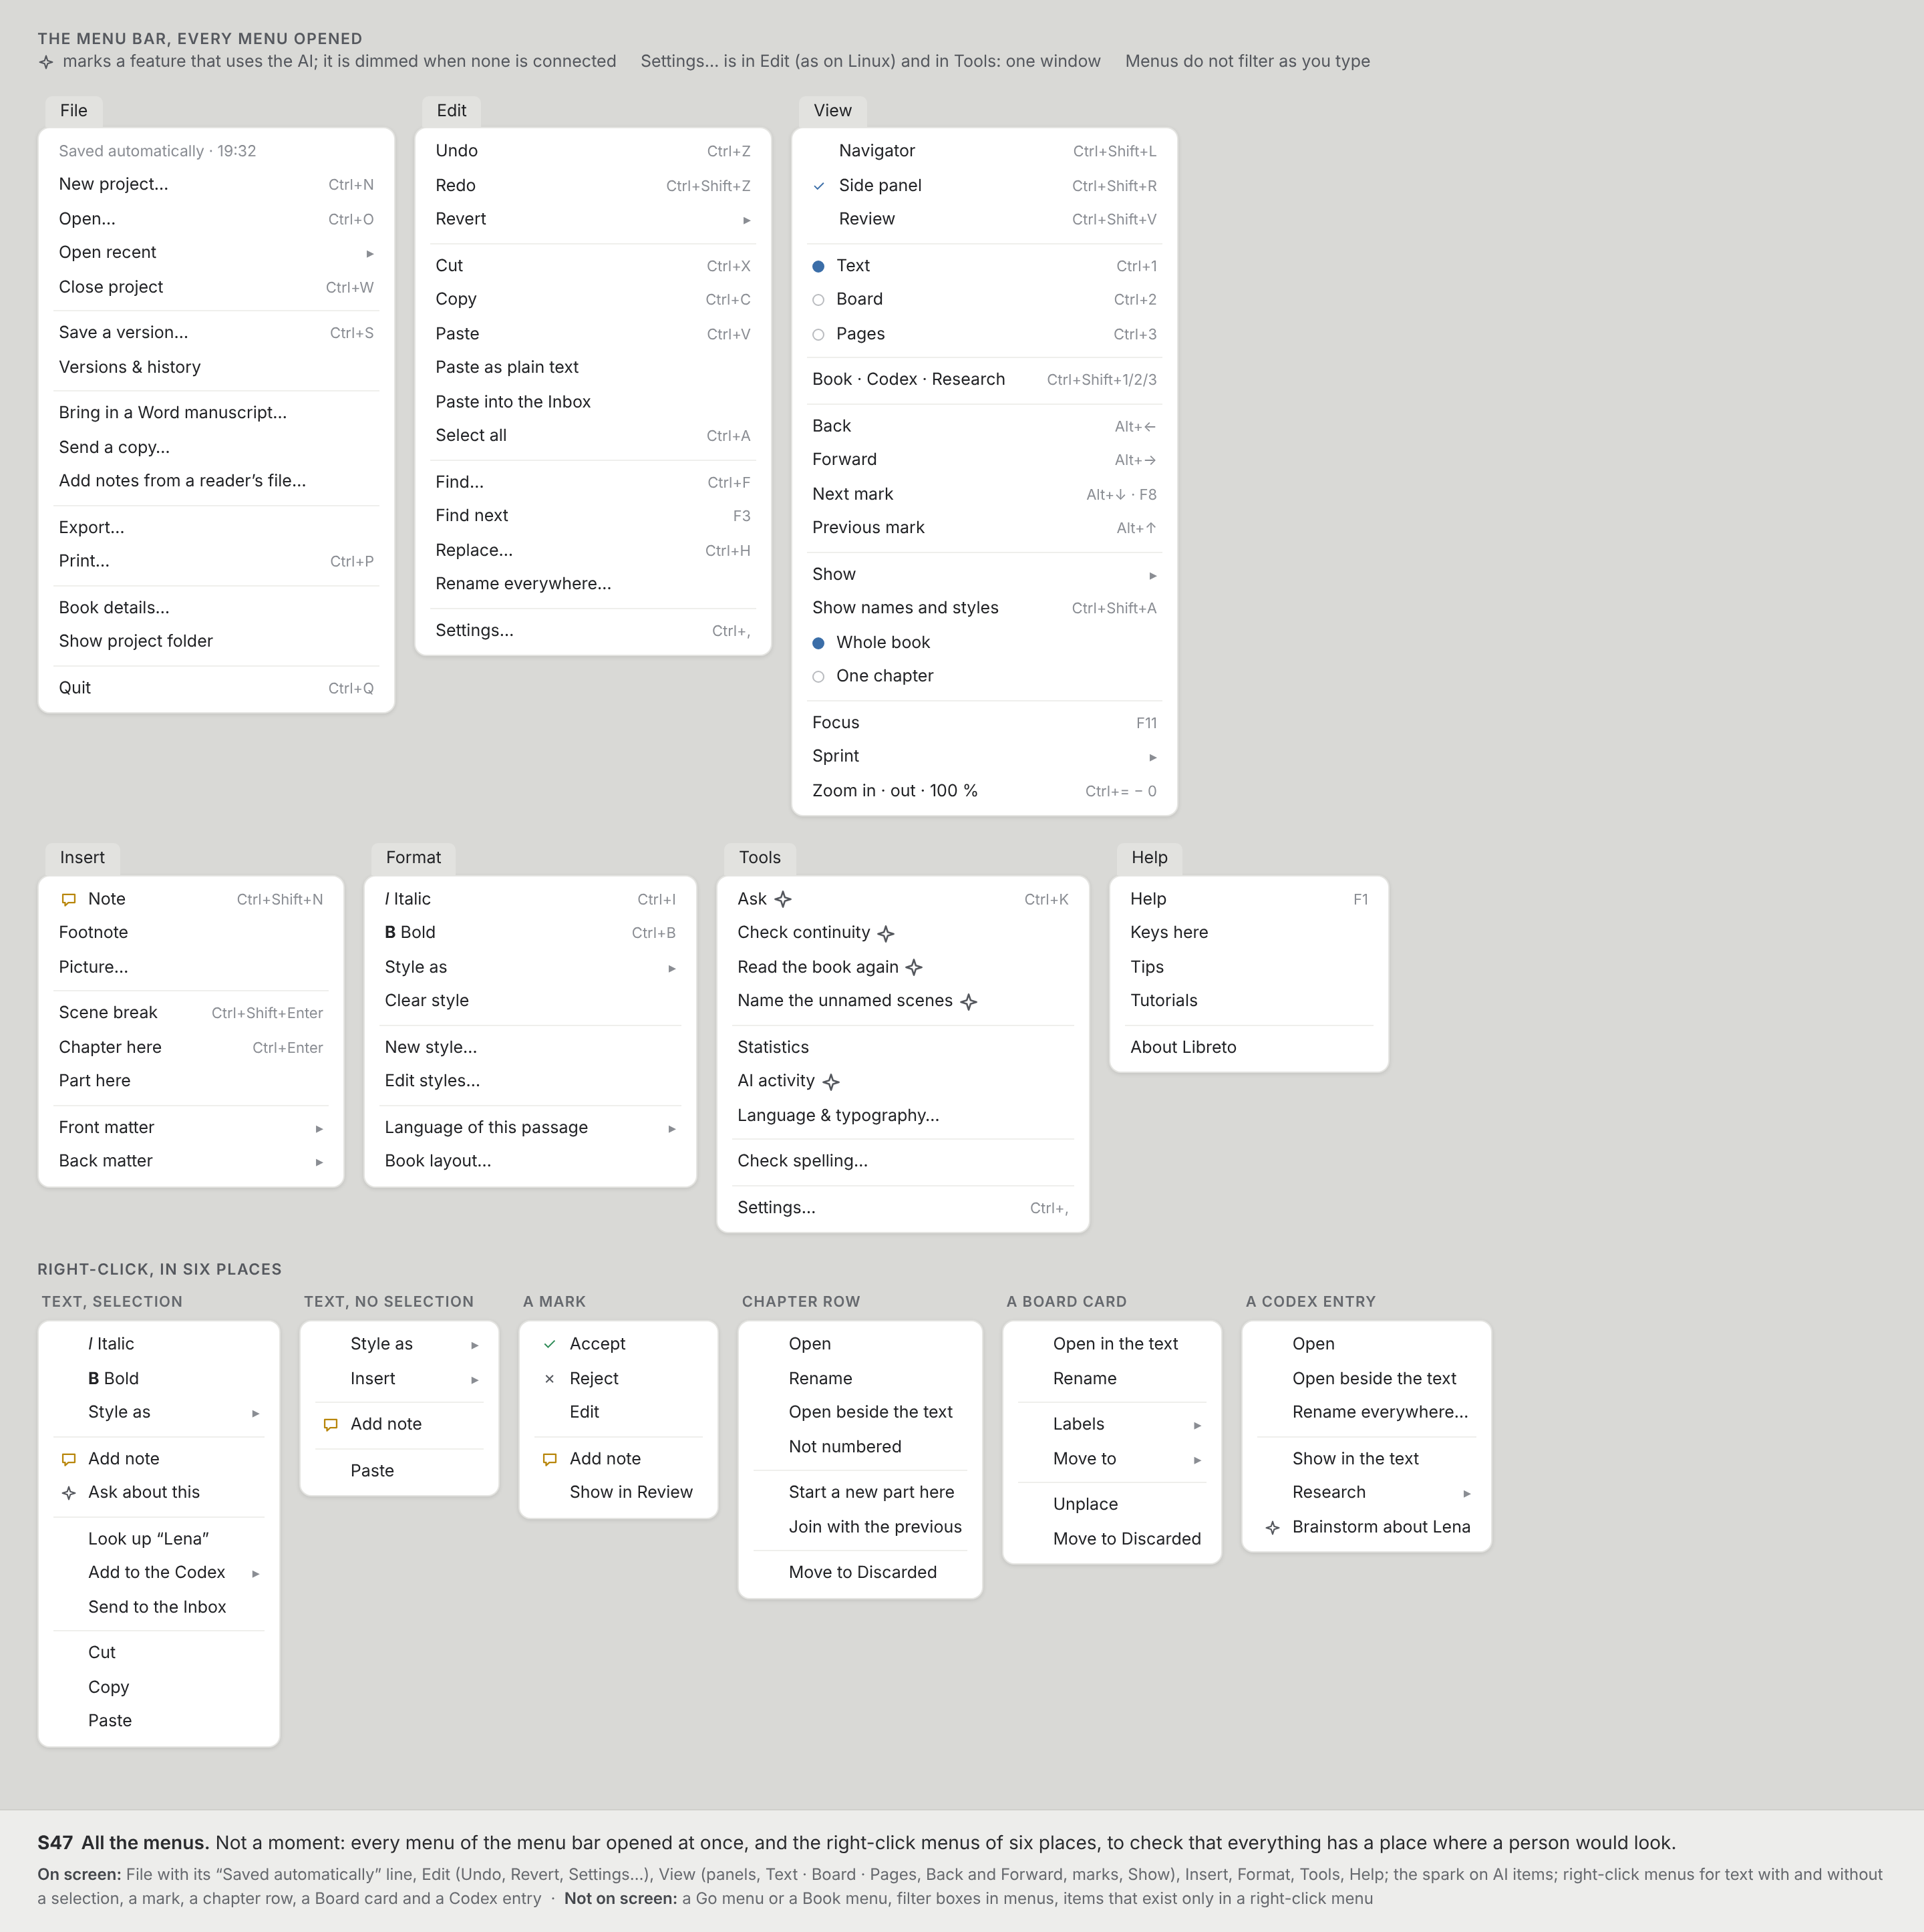 THE MENU BAR, EVERY MENU OPENED
marks a feature that uses the AI; it is dimmed when none is connected Settings… is in Edit (as on Linux) and in Tools: one window Menus do not filter as you type
File
Saved automatically · 19:32
New project… Ctrl+N
Open… Ctrl+O
Open recent ▸
Close project Ctrl+W
Save a version… Ctrl+S
Versions & history
Bring in a Word manuscript…
Send a copy…
Add notes from a reader’s file…
Export…
Print… Ctrl+P
Book details…
Show project folder
Quit Ctrl+Q
Edit
Undo Ctrl+Z
Redo Ctrl+Shift+Z
Revert ▸
Cut Ctrl+X
Copy Ctrl+C
Paste Ctrl+V
Paste as plain text
Paste into the Inbox
Select all Ctrl+A
Find… Ctrl+F
Find next F3
Replace… Ctrl+H
Rename everywhere…
Settings… Ctrl+,
View
Navigator Ctrl+Shift+L
✓ Side panel Ctrl+Shift+R
Review Ctrl+Shift+V
Text Ctrl+1
Board Ctrl+2
Pages Ctrl+3
Book · Codex · Research Ctrl+Shift+1/2/3
Back Alt+←
Forward Alt+→
Next mark Alt+↓ · F8
Previous mark Alt+↑
Show ▸
Show names and styles Ctrl+Shift+A
Whole book
One chapter
Focus F11
Sprint ▸
Zoom in · out · 100 % Ctrl+= − 0
Insert
Note Ctrl+Shift+N
Footnote
Picture…
Scene break Ctrl+Shift+Enter
Chapter here Ctrl+Enter
Part here
Front matter ▸
Back matter ▸
Format
I Italic Ctrl+I
B Bold Ctrl+B
Style as ▸
Clear style
New style…
Edit styles…
Language of this passage ▸
Book layout…
Tools
Ask Ctrl+K
Check continuity
Read the book again
Name the unnamed scenes
Statistics
AI activity
Language & typography…
Check spelling…
Settings… Ctrl+,
Help
Help F1
Keys here
Tips
Tutorials
About Libreto
RIGHT-CLICK, IN SIX PLACES
TEXT, SELECTION
I Italic
B Bold
Style as ▸
Add note
Ask about this
Look up “Lena”
Add to the Codex ▸
Send to the Inbox
Cut
Copy
Paste
TEXT, NO SELECTION
Style as ▸
Insert ▸
Add note
Paste
A MARK
✓ Accept
× Reject
Edit
Add note
Show in Review
CHAPTER ROW
Open
Rename
Open beside the text
Not numbered
Start a new part here
Join with the previous
Move to Discarded
A BOARD CARD
Open in the text
Rename
Labels ▸
Move to ▸
Unplace
Move to Discarded
A CODEX ENTRY
Open
Open beside the text
Rename everywhere…
Show in the text
Research ▸
Brainstorm about Lena
S47 All the menus. Not a moment: every menu of the menu bar opened at once, and the right-click menus of six places, to check that everything has a place where a person would look.
On screen: File with its “Saved automatically” line, Edit (Undo, Revert, Settings…), View (panels, Text · Board · Pages, Back and Forward, marks, Show), Insert, Format, Tools, Help; the spark on AI items; right-click menus for text with and without
a selection, a mark, a chapter row, a Board card and a Codex entry · Not on screen: a Go menu or a Book menu, filter boxes in menus, items that exist only in a right-click menu